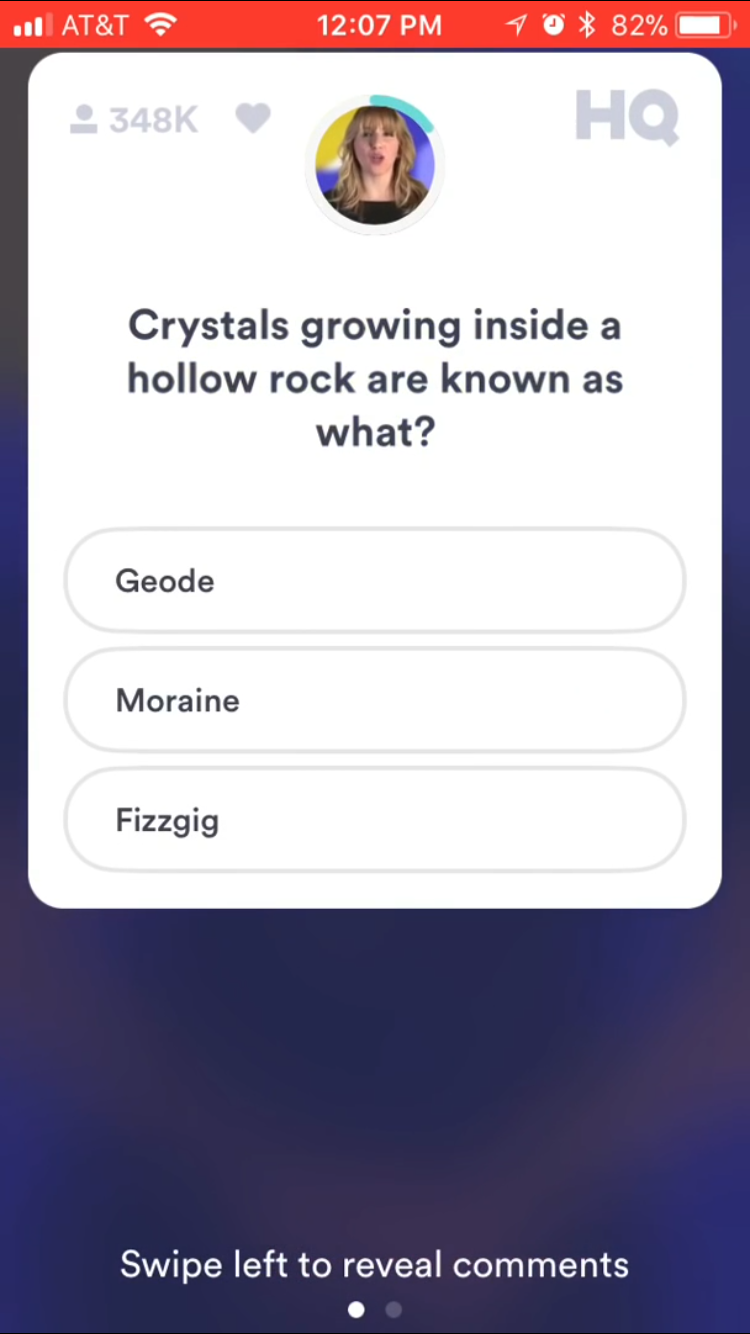 AT&T 12:07 PM 82%
348K HQ
Crystals growing inside a
hollow rock are known as
what?
Geode
Moraine
Fizzgig
Swipe left to reveal comments